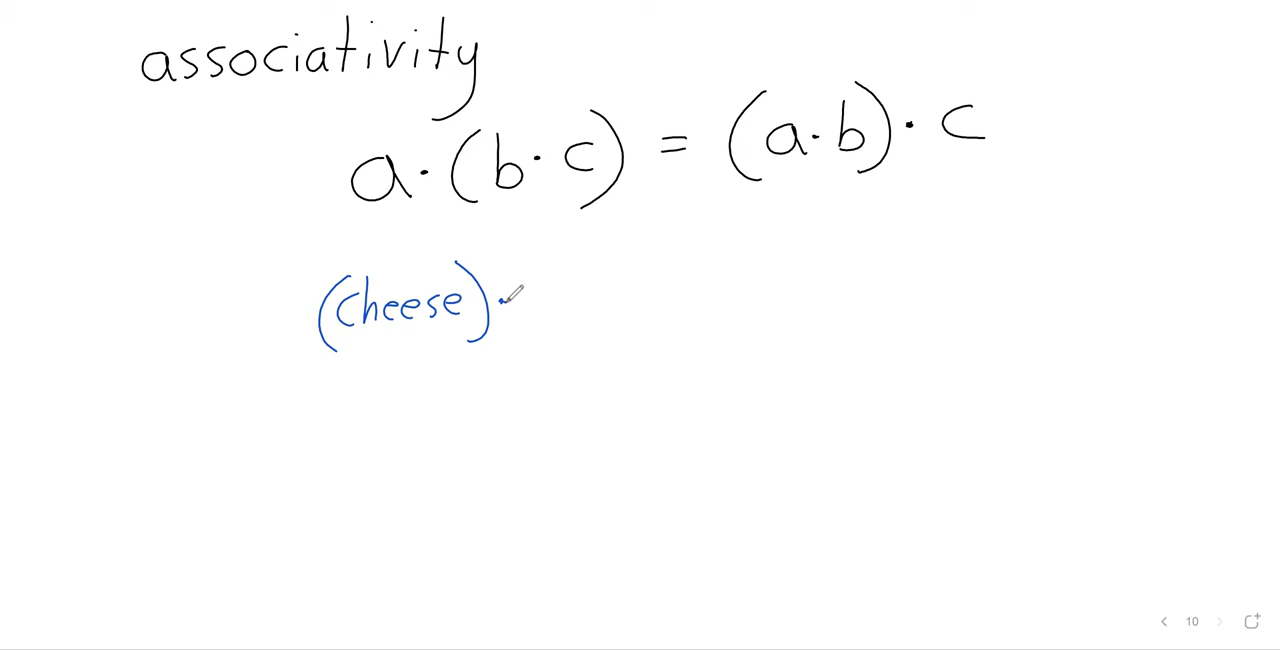 associativity
a·(b·c) = (a·b)·c
(cheese)·
10